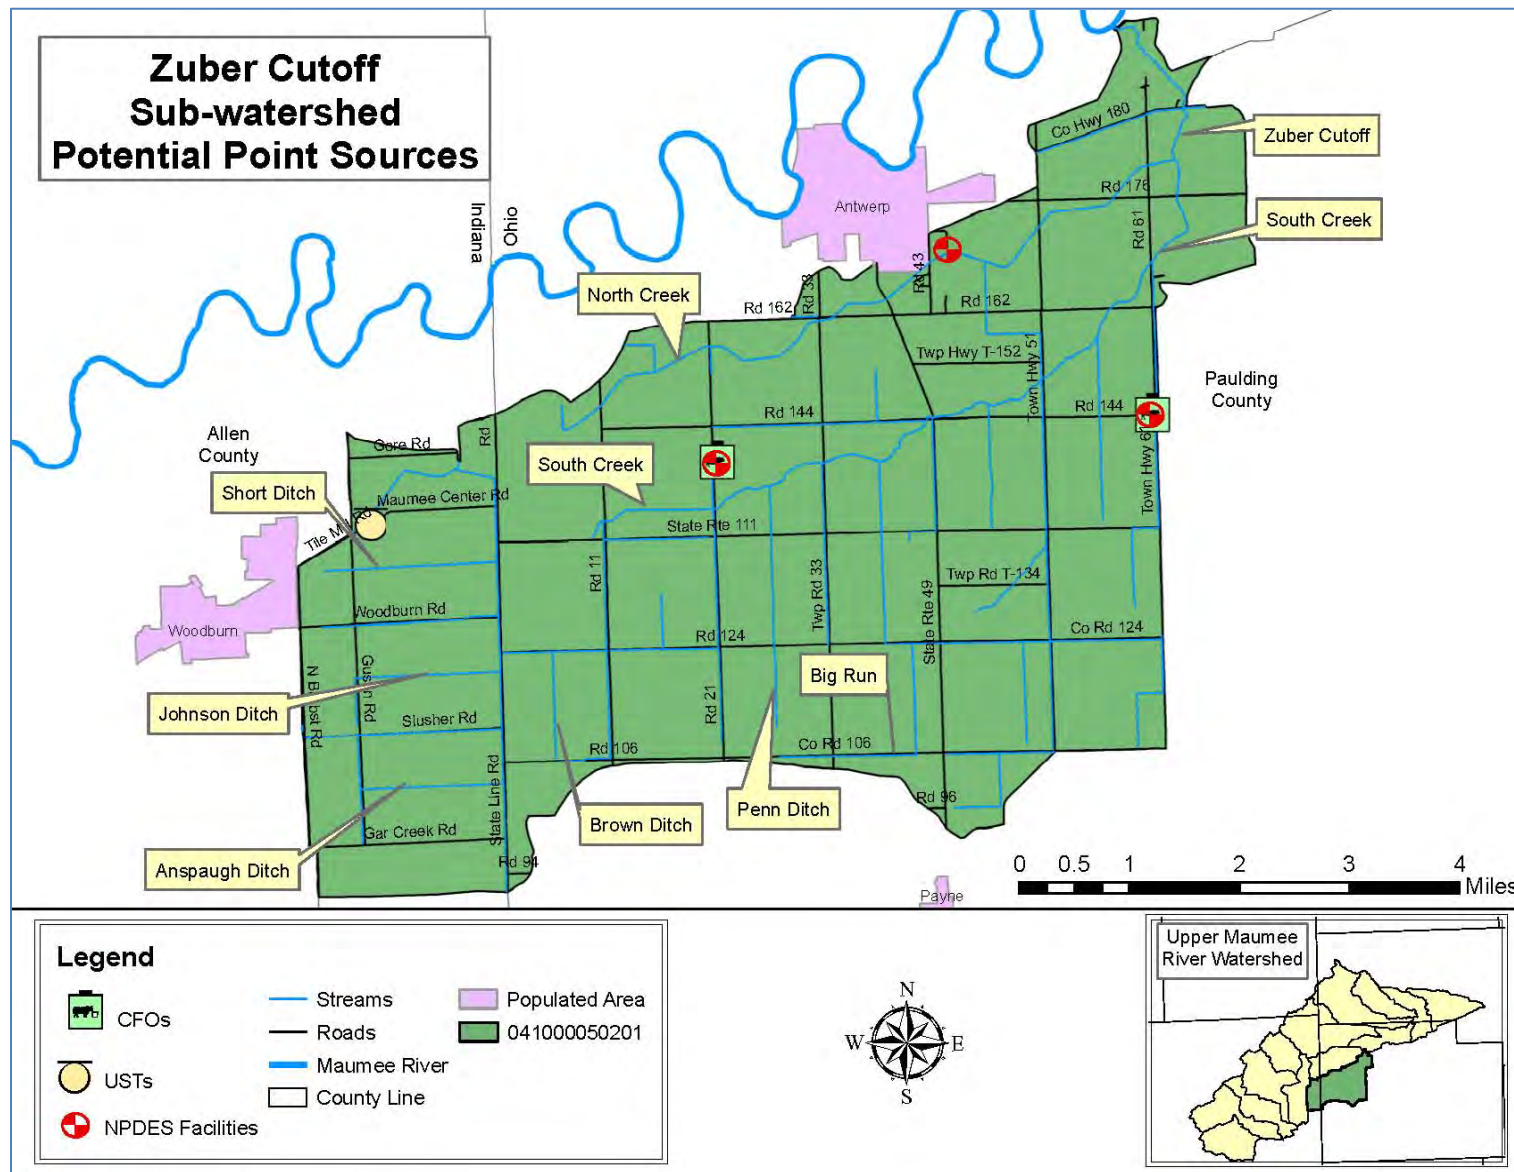 Zuber Cutoff
Sub-watershed
Potential Point Sources
Co Hwy 180
Zuber Cutoff
Antwerp
Rd 176
Indiana
Ohio
Rd 61
South Creek
North Creek
Rd 162
Rd 33
Rd 43
Rd 162
Twp Hwy T-152
Town Hwy 51
Paulding
County
Rd 144
Rd 144
Allen
County
Gore Rd
Rd
South Creek
Short Ditch
Maumee Center Rd
Town Hwy 61
State Rte 111
Rd 11
Twp Rd 33
State Rte 49
Twp Rd T-134
Woodburn Rd
Woodburn
Rd 124
Co Rd 124
Big Run
Rd 21
Johnson Ditch
Slusher Rd
Rd 106
Co Rd 106
State Line Rd
Rd 96
Penn Ditch
Brown Ditch
Gar Creek Rd
Anspaugh Ditch
Rd 94
Payne
0 0.5 1 2 3 4
Miles
Legend
CFOs
USTs
NPDES Facilities
Streams
Roads
Maumee River
County Line
Populated Area
041000050201
N
W E
S
Upper Maumee
River Watershed